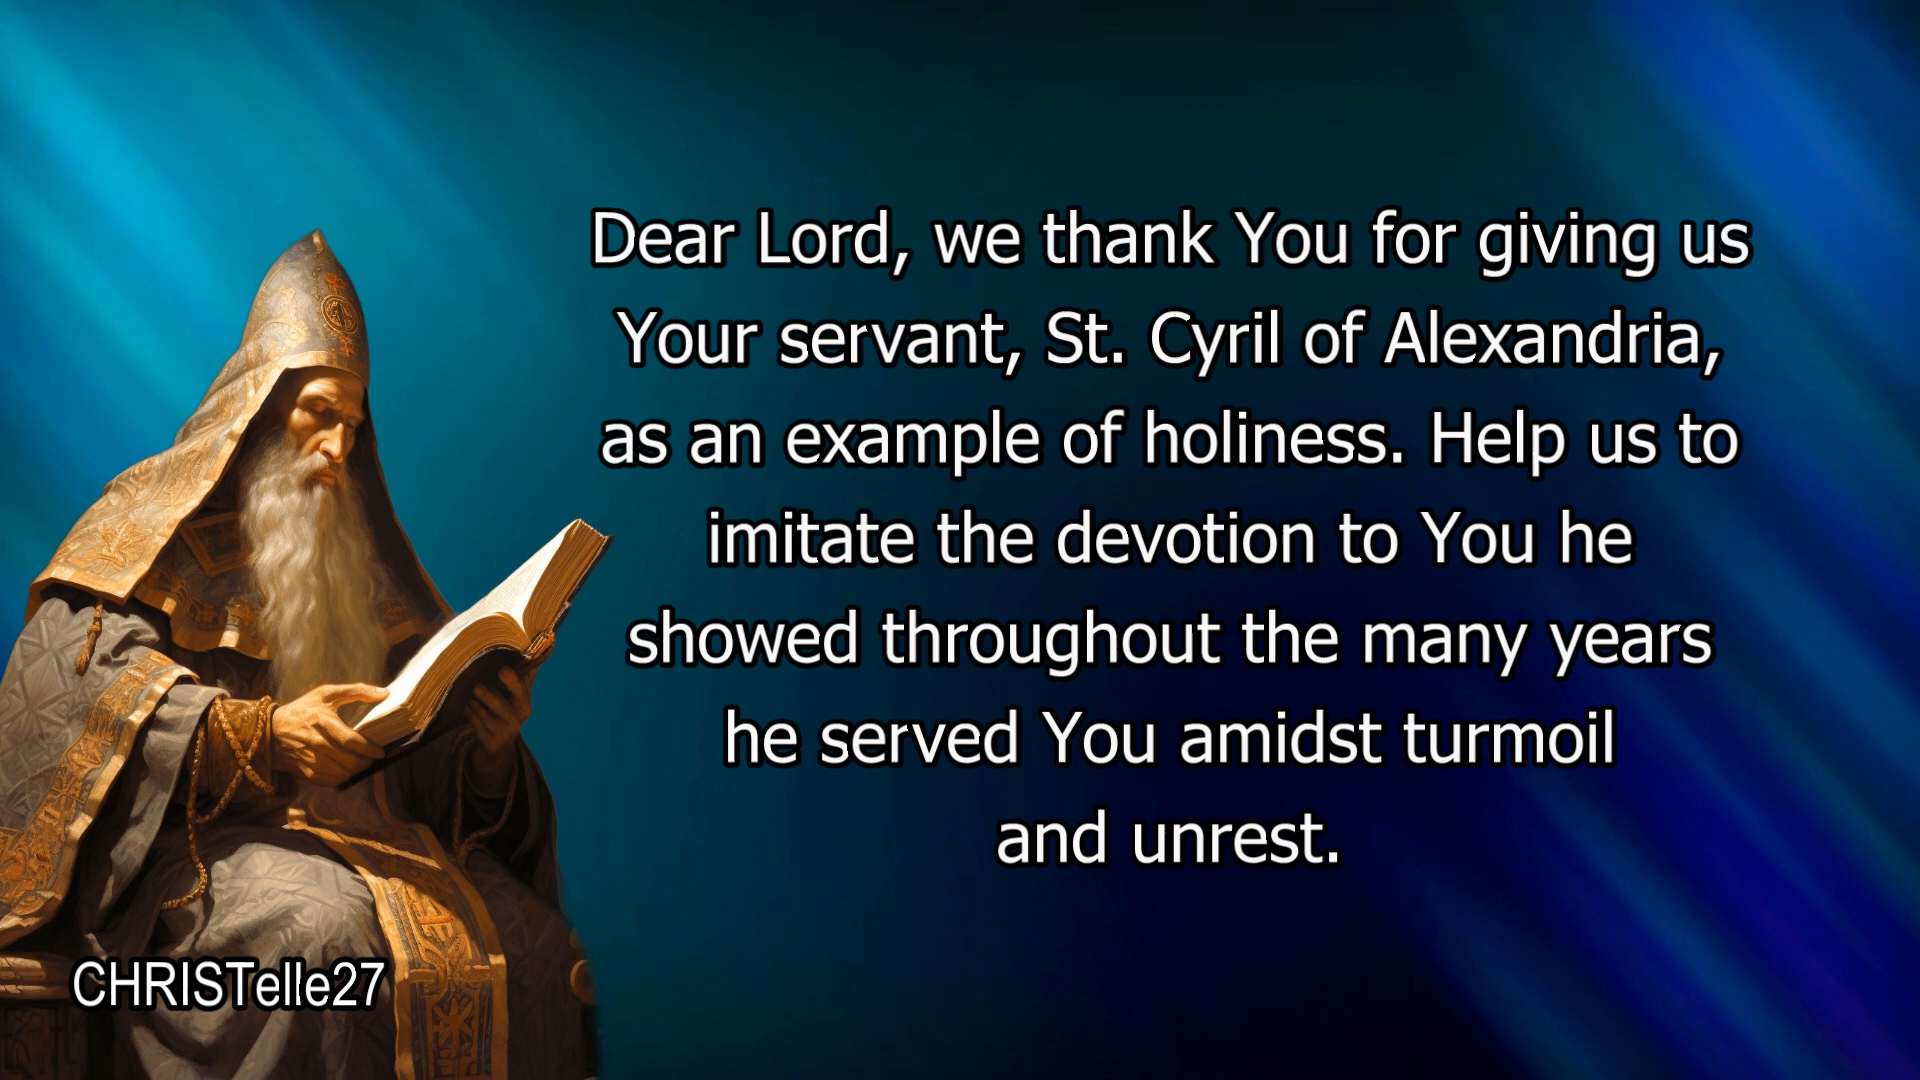 Dear Lord, we thank You for giving us
Your servant, St. Cyril of Alexandria,
as an example of holiness. Help us to
imitate the devotion to You he
showed throughout the many years
he served You amidst turmoil
and unrest.
CHRISTelle27